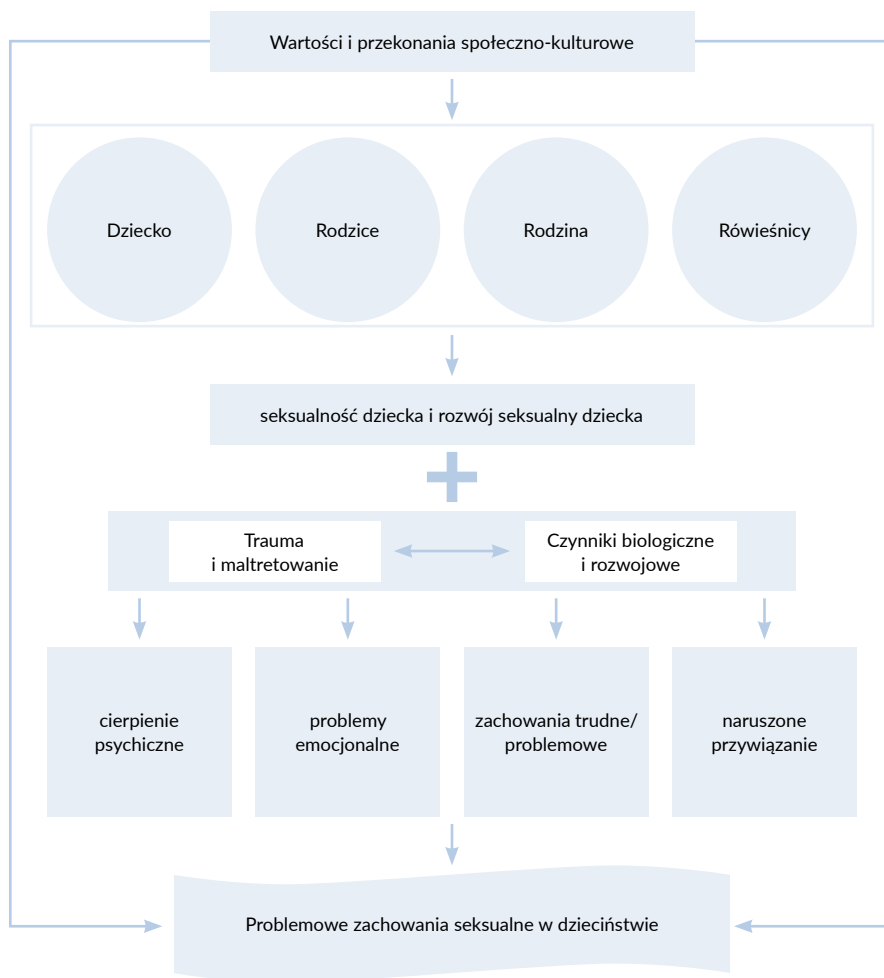 Wartości i przekonania społeczno-kulturowe
Dziecko
Rodzice
Rodzina
Rówieśnicy
seksualność dziecka i rozwój seksualny dziecka
Trauma
i maltretowanie
Czynniki biologiczne
i rozwojowe
cierpienie
psychiczne
problemy
emocjonalne
zachowania trudne/
problemowe
naruszone
przywiązanie
Problemowe zachowania seksualne w dzieciństwie